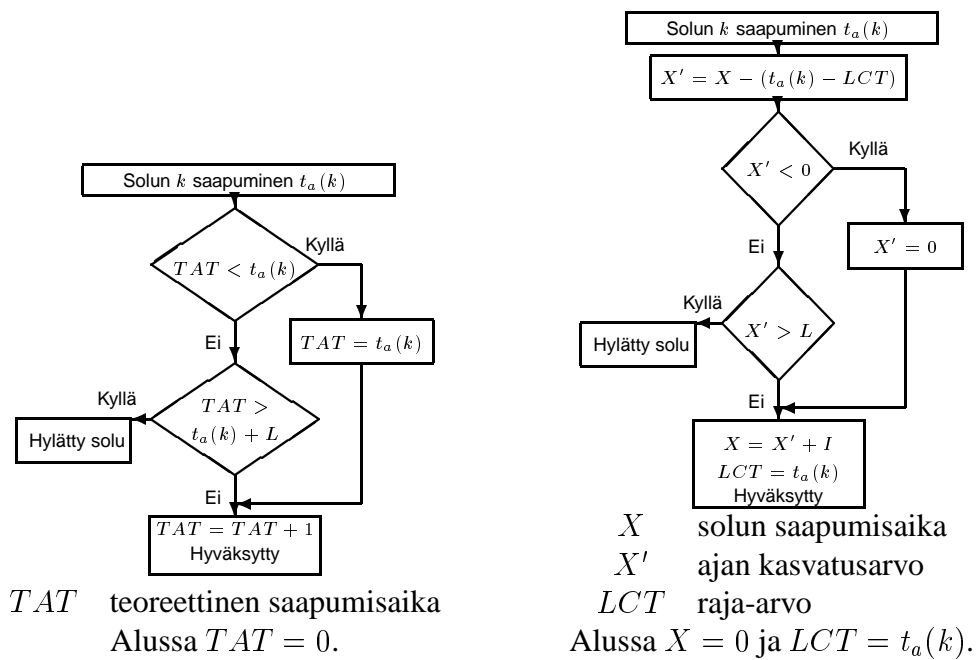 Solun k saapuminen t_a(k)
TAT < t_a(k)
Kyllä
TAT = t_a(k)
Ei
TAT >
t_a(k) + L
Kyllä
Hylätty solu
Ei
TAT = TAT + 1
Hyväksytty
TAT teoreettinen saapumisaika
Alussa TAT = 0.
Solun k saapuminen t_a(k)
X' = X − (t_a(k) − LCT)
X' < 0
Kyllä
X' = 0
Ei
X' > L
Kyllä
Hylätty solu
Ei
X = X' + I
LCT = t_a(k)
Hyväksytty
X solun saapumisaika
X' ajan kasvatusarvo
LCT raja-arvo
Alussa X = 0 ja LCT = t_a(k).